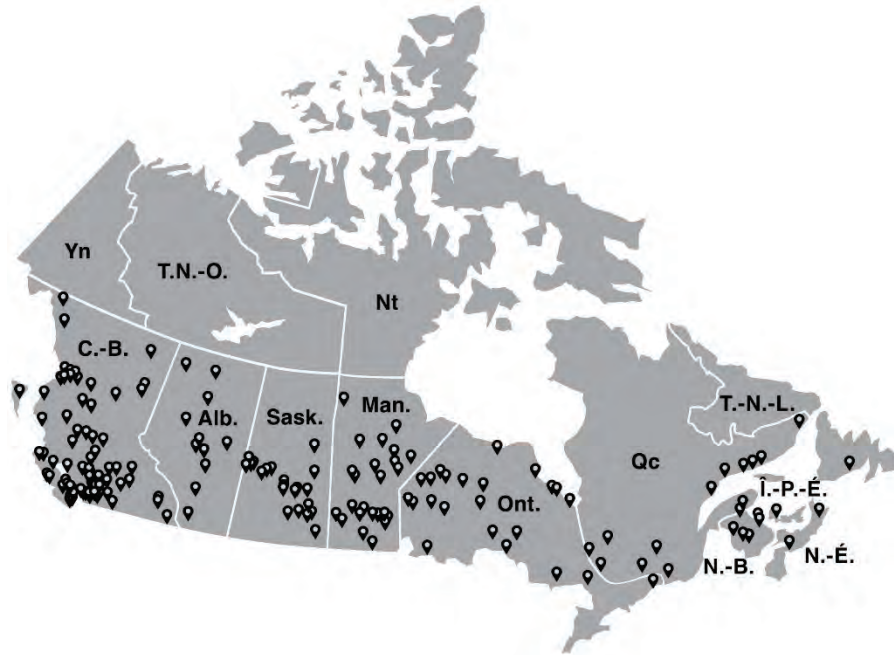 Yn
T.N.-O.
Nt
C.-B.
Alb.
Sask.
Man.
T.-N.-L.
Qc
Î.-P.-É.
Ont.
N.-É.
N.-B.